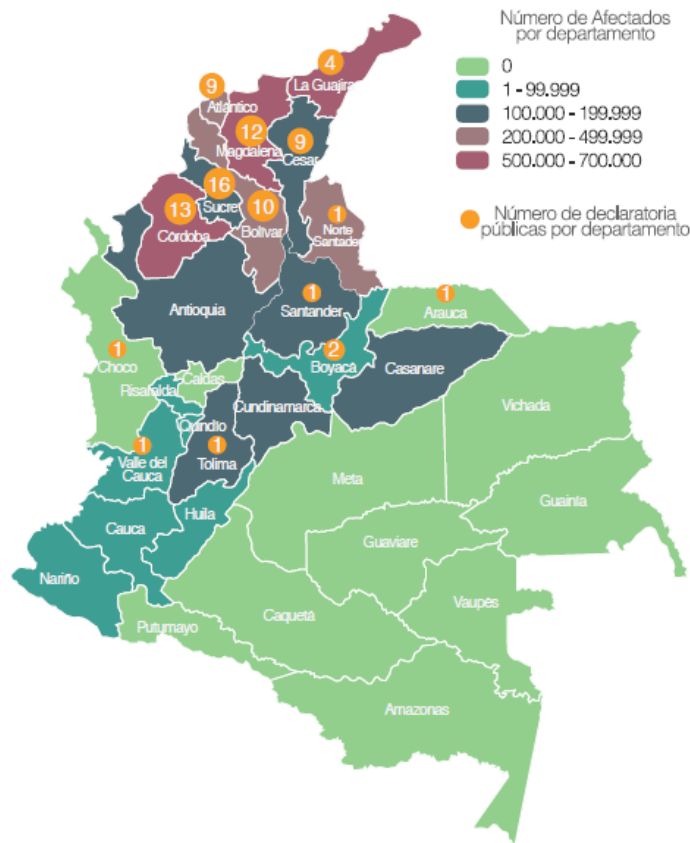 Número de Afectados
por departamento
0
1 - 99.999
100.000 - 199.999
200.000 - 499.999
500.000 - 700.000
Número de declaratoria
públicas por departamento
4
La Guajira
9
Atlántico
12
Magdalena
9
Cesar
16
Sucre
13
Córdoba
10
Bolívar
1
Norte
Santader
Antioquia
1
Santander
1
Arauca
1
Choco
2
Boyacá
Casanare
Caldas
Risaralda
Cundinamarca
Vichada
Quindío
1
Valle del
Cauca
1
Tolima
Meta
Guainta
Huila
Cauca
Guaviare
Nariño
Vaupés
Caquetá
Putumayo
Amazonas